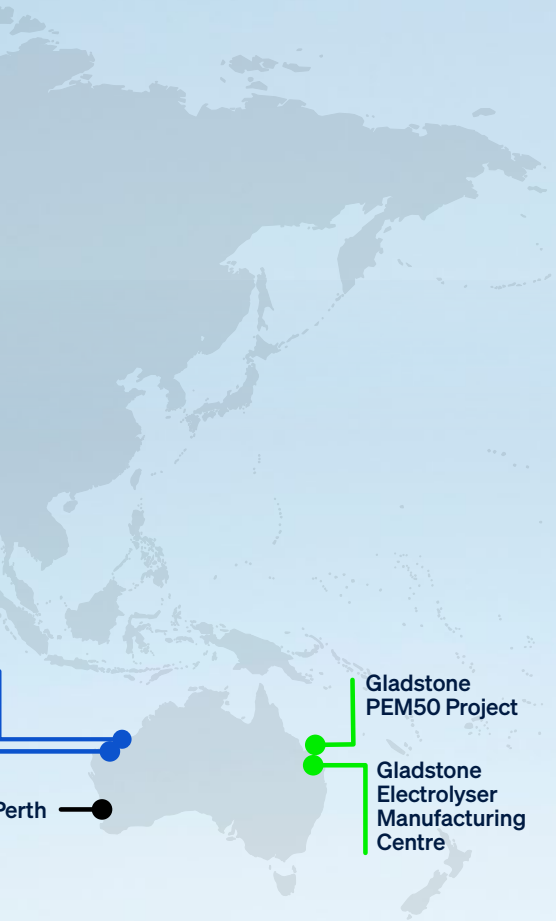 Gladstone
PEM50 Project
Gladstone
Electrolyser
Manufacturing
Centre
Perth